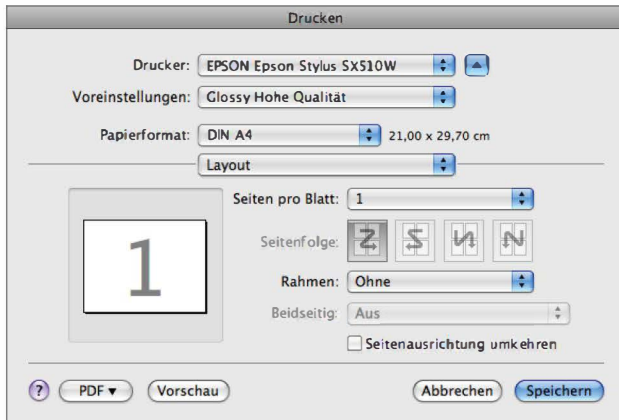 Drucken
Drucker: EPSON Epson Stylus SX510W
Voreinstellungen: Glossy Hohe Qualität
Papierformat: DIN A4 21,00 x 29,70 cm
Layout
Seiten pro Blatt: 1
1
Seitenfolge:
Rahmen: Ohne
Beidseitig: Aus
Seitenausrichtung umkehren
? PDF ▼ Vorschau Abbrechen Speichern